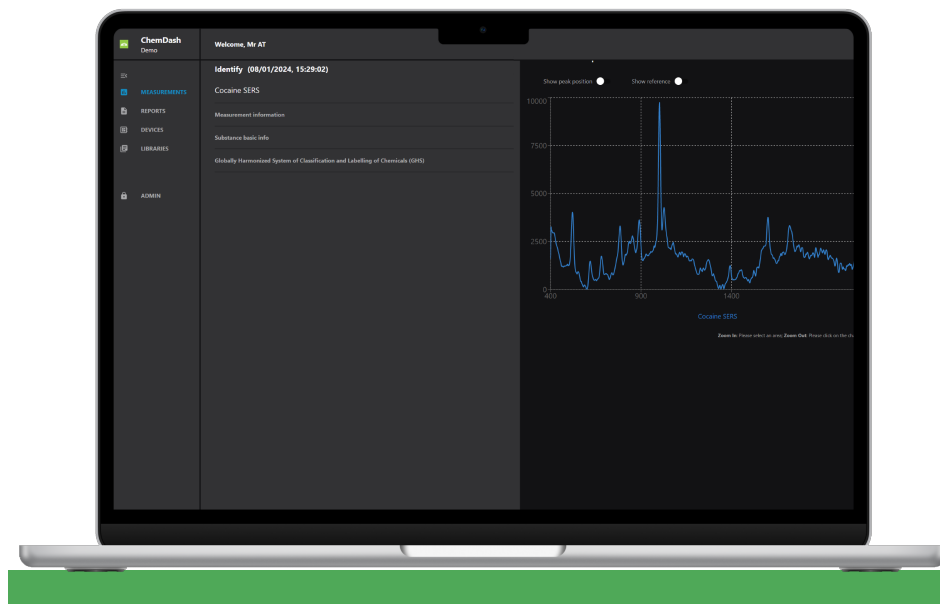 ChemDash
Demo
Welcome, Mr AT
MEASUREMENTS
REPORTS
DEVICES
LIBRARIES
ADMIN
Identify (08/01/2024, 15:29:02)
Cocaine SERS
Measurement information
Substance basic info
Globally Harmonized System of Classification and Labelling of Chemicals (GHS)
Show peak position
Show reference
10000
7500
5000
2500
0
400
900
1400
Cocaine SERS
Zoom In: Please select an area; Zoom Out: Please click on the